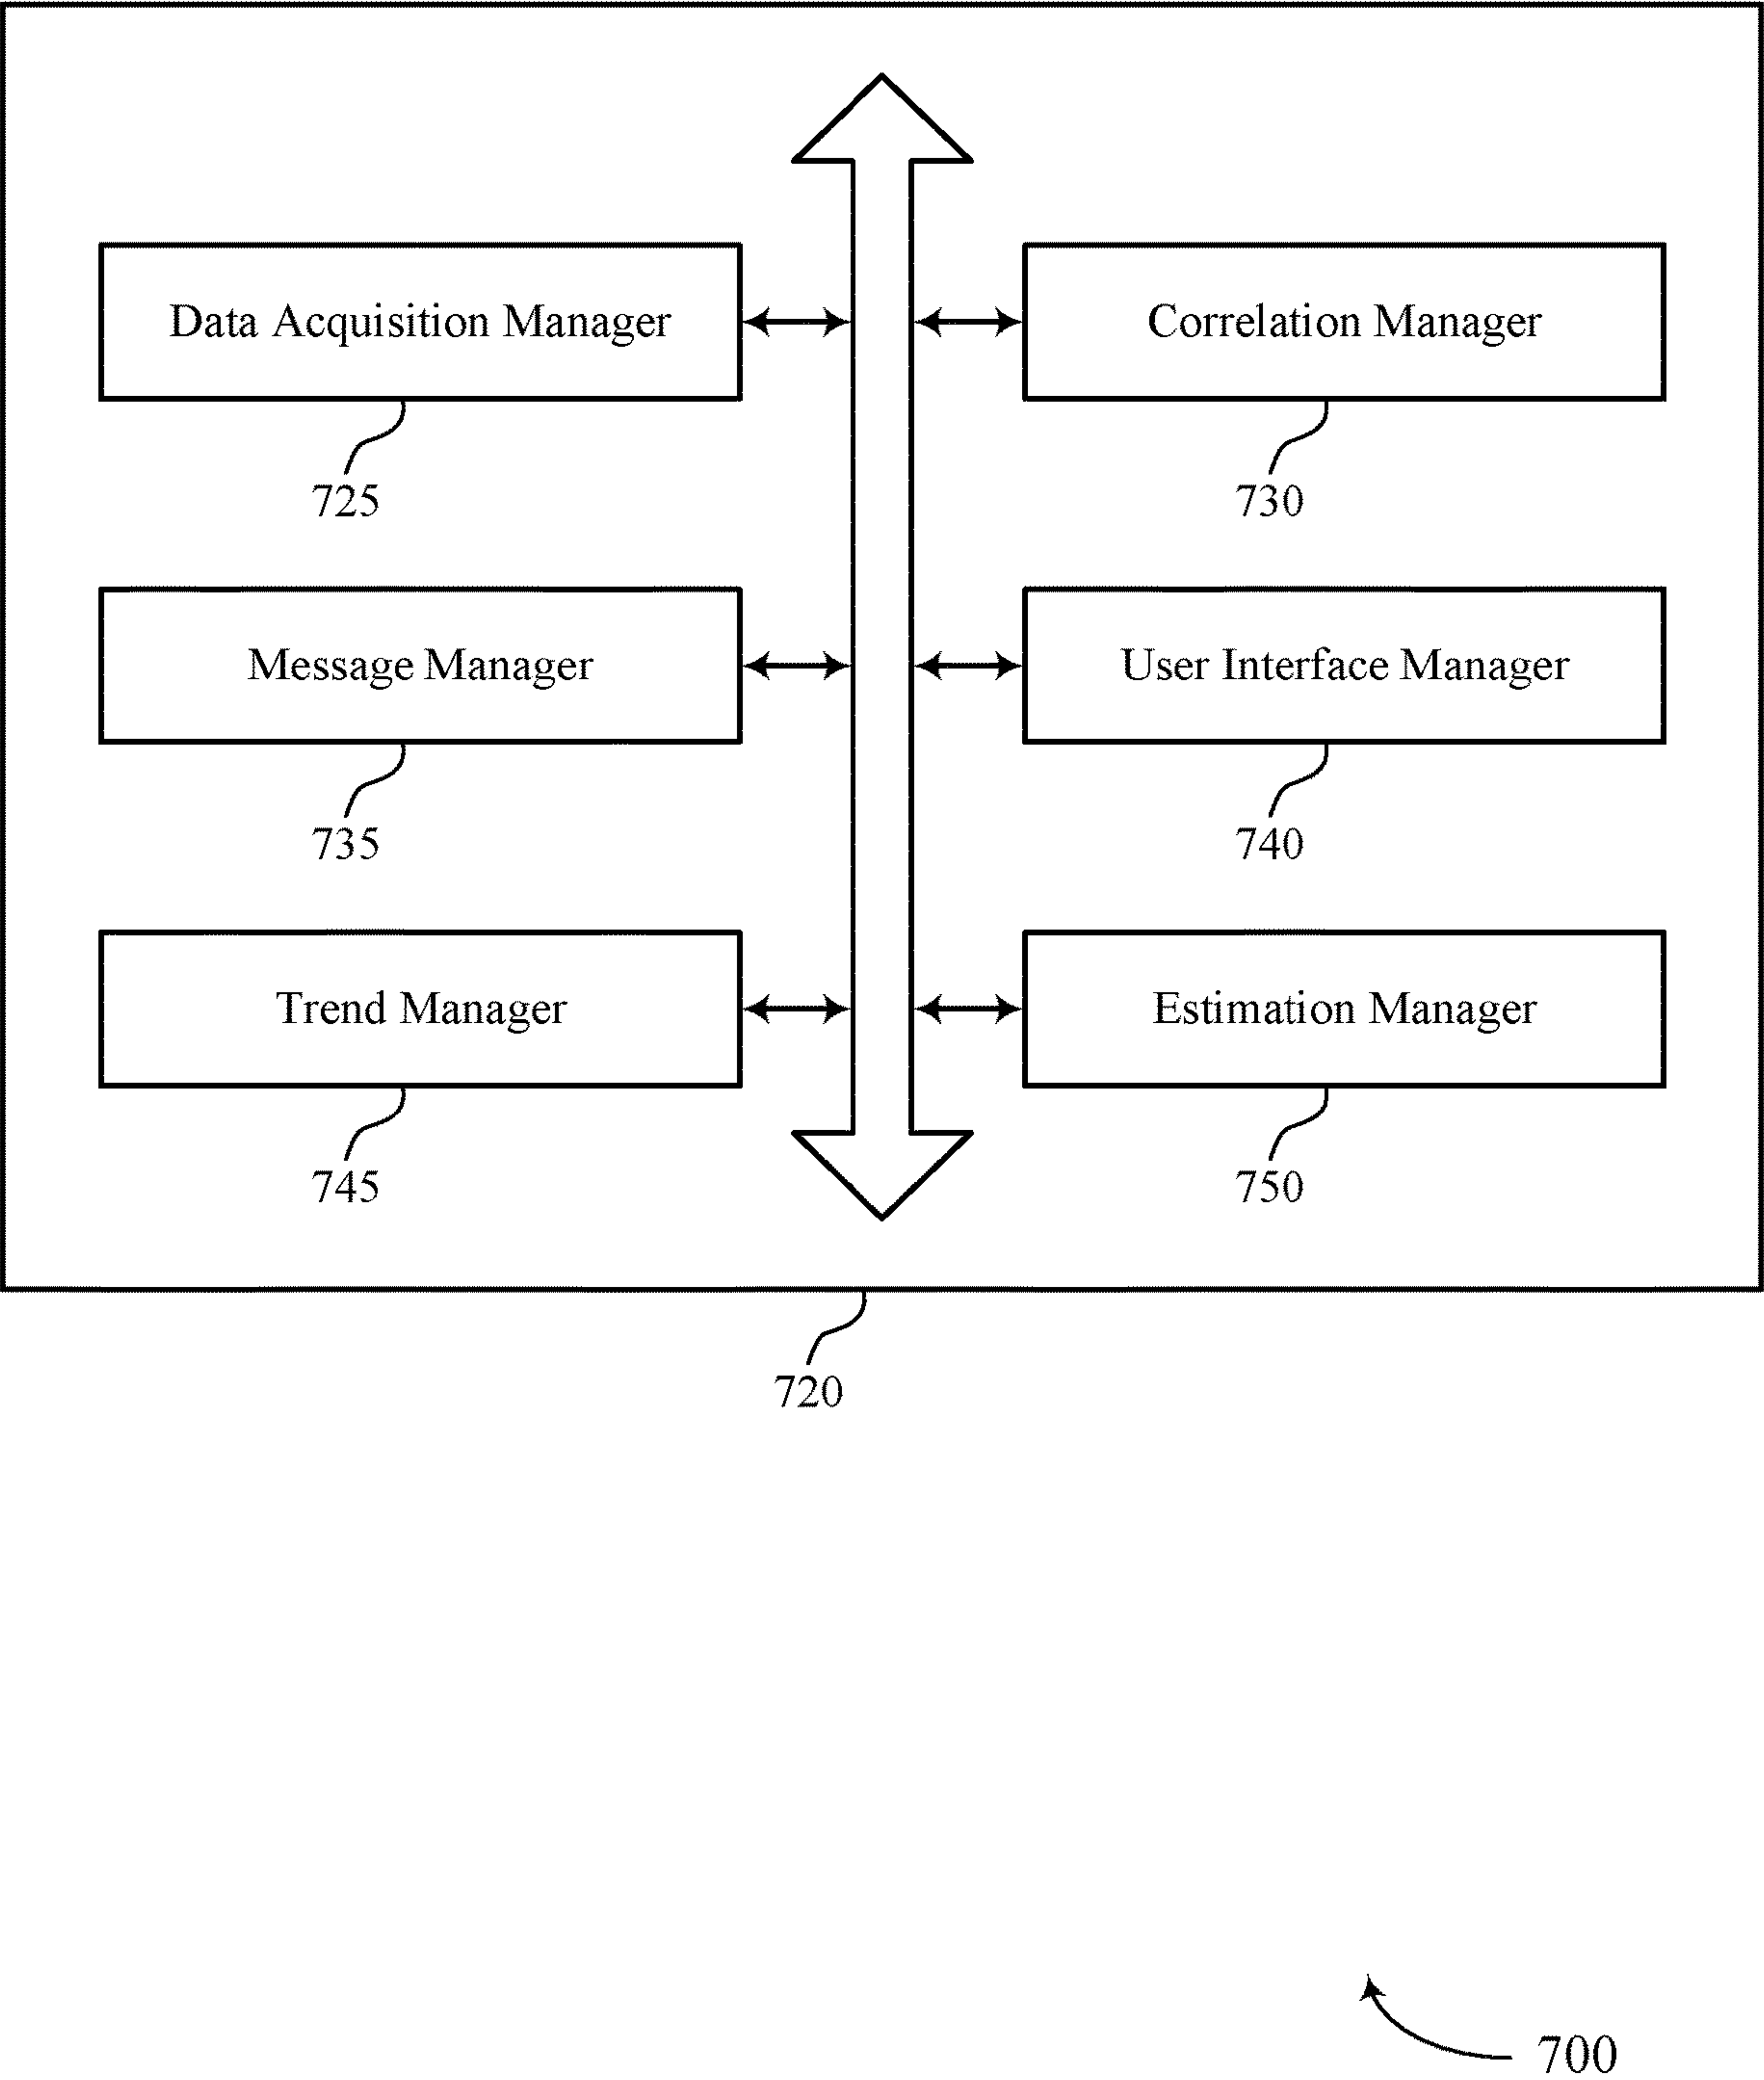 Data Acquisition Manager
Correlation Manager
725
730
Message Manager
User Interface Manager
735
740
Trend Manager
Estimation Manager
745
750
720
700